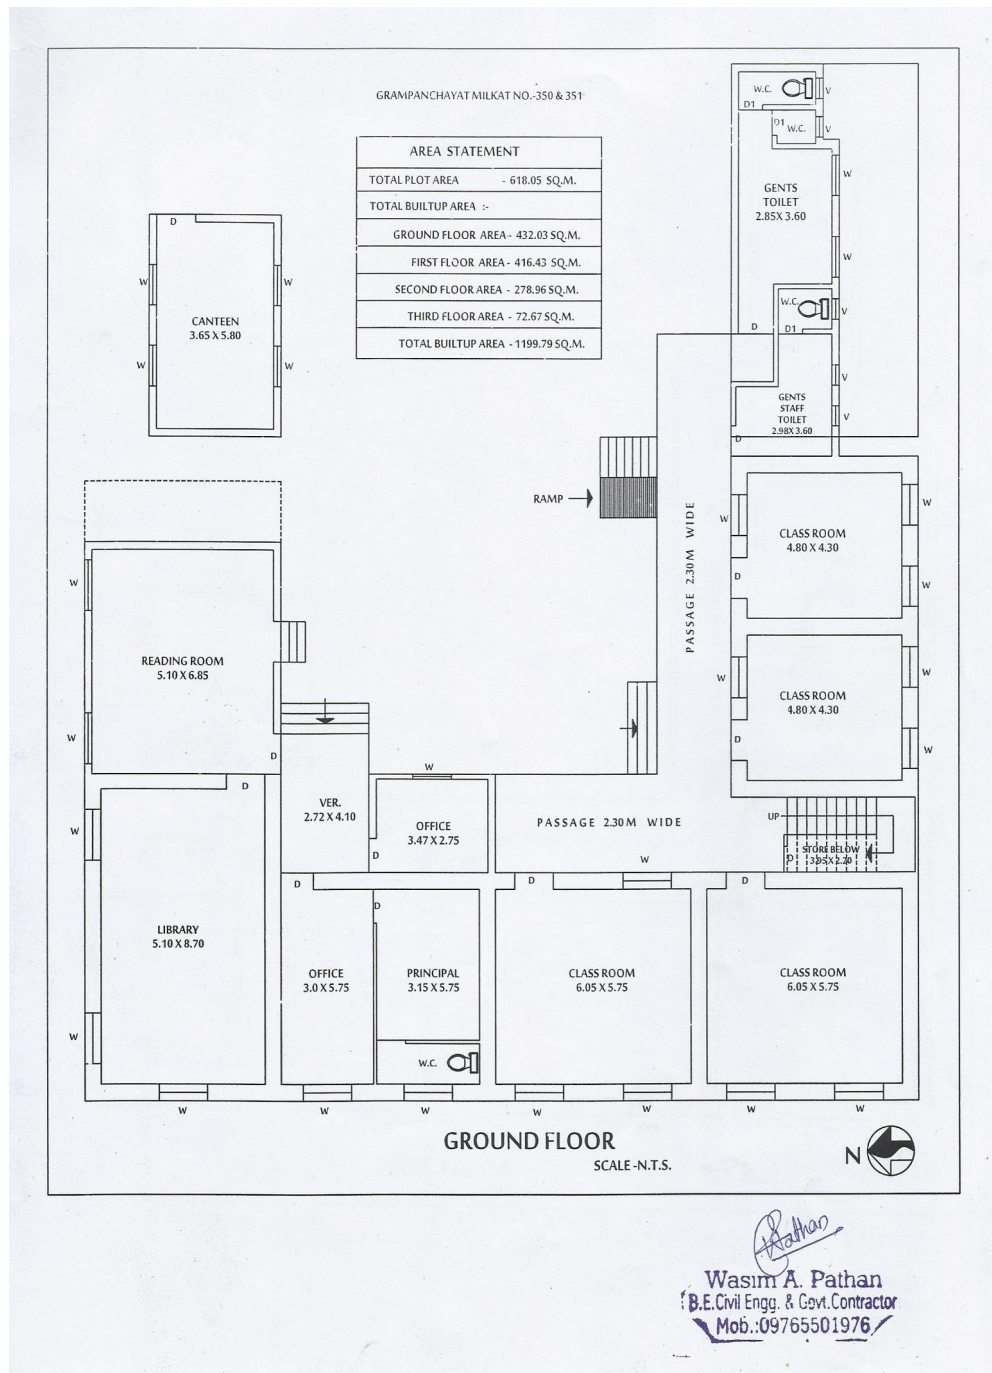 GRAMPANCHAYAT MILKAT NO.-350 & 351
AREA STATEMENT
TOTAL PLOT AREA - 618.05 SQ.M.
TOTAL BUILTUP AREA :-
GROUND FLOOR AREA- 432.03 SQ.M.
FIRST FLOOR AREA - 416.43 SQ.M.
SECOND FLOOR AREA - 278.96 SQ.M.
THIRD FLOOR AREA - 72.67 SQ.M.
TOTAL BUILTUP AREA - 1199.79 SQ.M.
W.C.
V
D1
D1
W.C.
V
W
GENTS
TOILET
2.85X 3.60
W
W.C.
V
D
D1
V
GENTS
STAFF
TOILET
2.98X 3.60
V
D
D
W
W
CANTEEN
3.65 X 5.80
W
W
RAMP
PASSAGE 2.30M WIDE
W
W
CLASS ROOM
4.80 X 4.30
D
W
W
W
CLASS ROOM
4.80 X 4.30
D
W
W
READING ROOM
5.10 X 6.85
W
D
D
VER.
2.72 X 4.10
W
OFFICE
3.47 X 2.75
D
PASSAGE 2.30M WIDE
W
UP
STORE BELOW
3.95 X 2.20
D
W
LIBRARY
5.10 X 8.70
W
W
D
OFFICE
3.0 X 5.75
W
D
PRINCIPAL
3.15 X 5.75
W.C.
W
D
CLASS ROOM
6.05 X 5.75
W
W
D
CLASS ROOM
6.05 X 5.75
W
W
GROUND FLOOR
SCALE -N.T.S.
N
Pathan
Wasim A. Pathan
B.E.Civil Engg. & Govt.Contractor
Mob.:09765501976